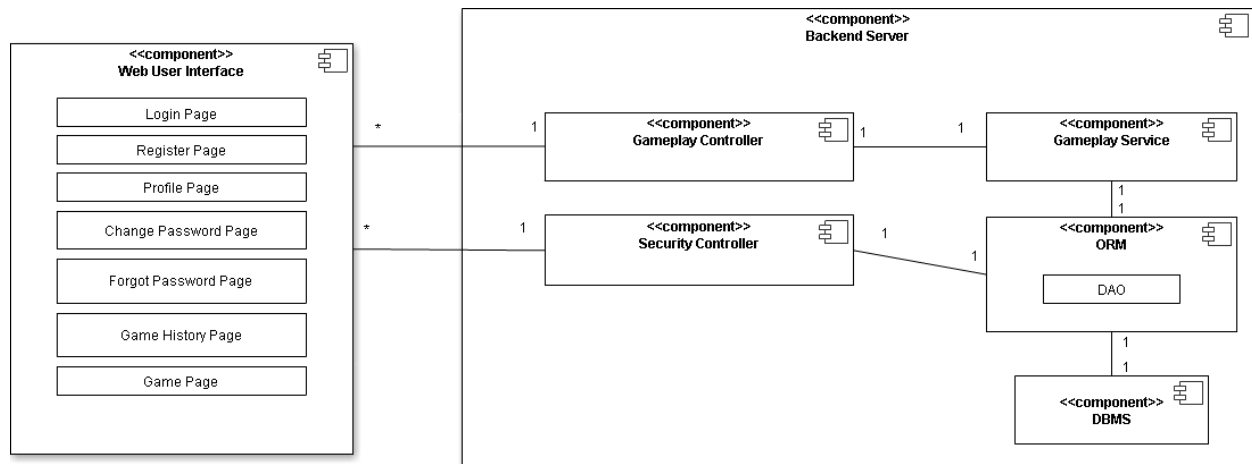 <<component>>
Web User Interface
Login Page
Register Page
Profile Page
Change Password Page
Forgot Password Page
Game History Page
Game Page
*
1
*
1
<<component>>
Backend Server
<<component>>
Gameplay Controller
1
1
<<component>>
Gameplay Service
1
1
<<component>>
Security Controller
1
1
<<component>>
ORM
DAO
1
1
<<component>>
DBMS